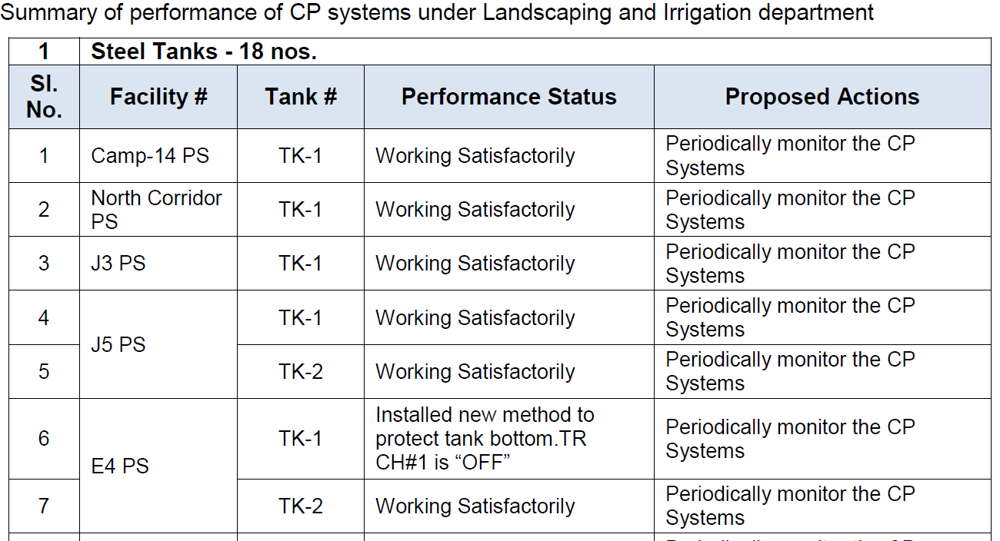 Summary of performance of CP systems under Landscaping and Irrigation department
1 Steel Tanks - 18 nos.
Sl. No. Facility # Tank # Performance Status Proposed Actions
1 Camp-14 PS TK-1 Working Satisfactorily Periodically monitor the CP
Systems
2 North Corridor PS TK-1 Working Satisfactorily Periodically monitor the CP
Systems
3 J3 PS TK-1 Working Satisfactorily Periodically monitor the CP
Systems
4 J5 PS TK-1 Working Satisfactorily Periodically monitor the CP
Systems
5 TK-2 Working Satisfactorily Periodically monitor the CP
Systems
6 E4 PS TK-1 Installed new method to
protect tank bottom.TR
CH#1 is “OFF” Periodically monitor the CP
Systems
7 TK-2 Working Satisfactorily Periodically monitor the CP
Systems